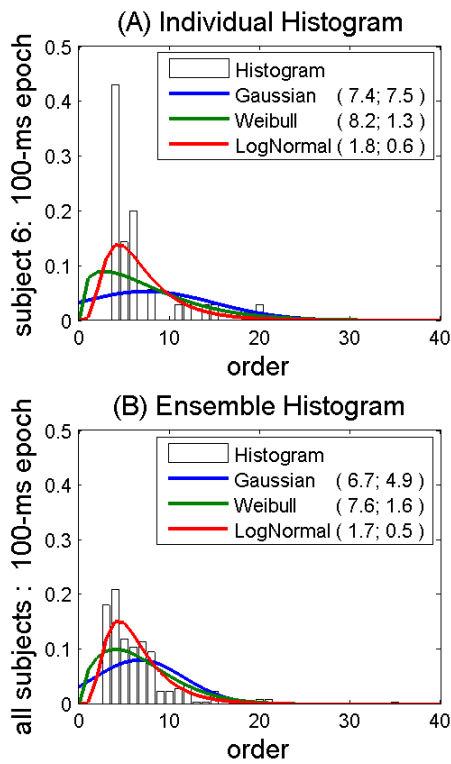 (A) Individual Histogram
subject 6: 100-ms epoch
0.5
0.4
0.3
0.2
0.1
0
Histogram
Gaussian ( 7.4; 7.5 )
Weibull ( 8.2; 1.3 )
LogNormal ( 1.8; 0.6 )
0 10 20 30 40
order
(B) Ensemble Histogram
all subjects : 100-ms epoch
0.5
0.4
0.3
0.2
0.1
0
Histogram
Gaussian ( 6.7; 4.9 )
Weibull ( 7.6; 1.6 )
LogNormal ( 1.7; 0.5 )
0 10 20 30 40
order